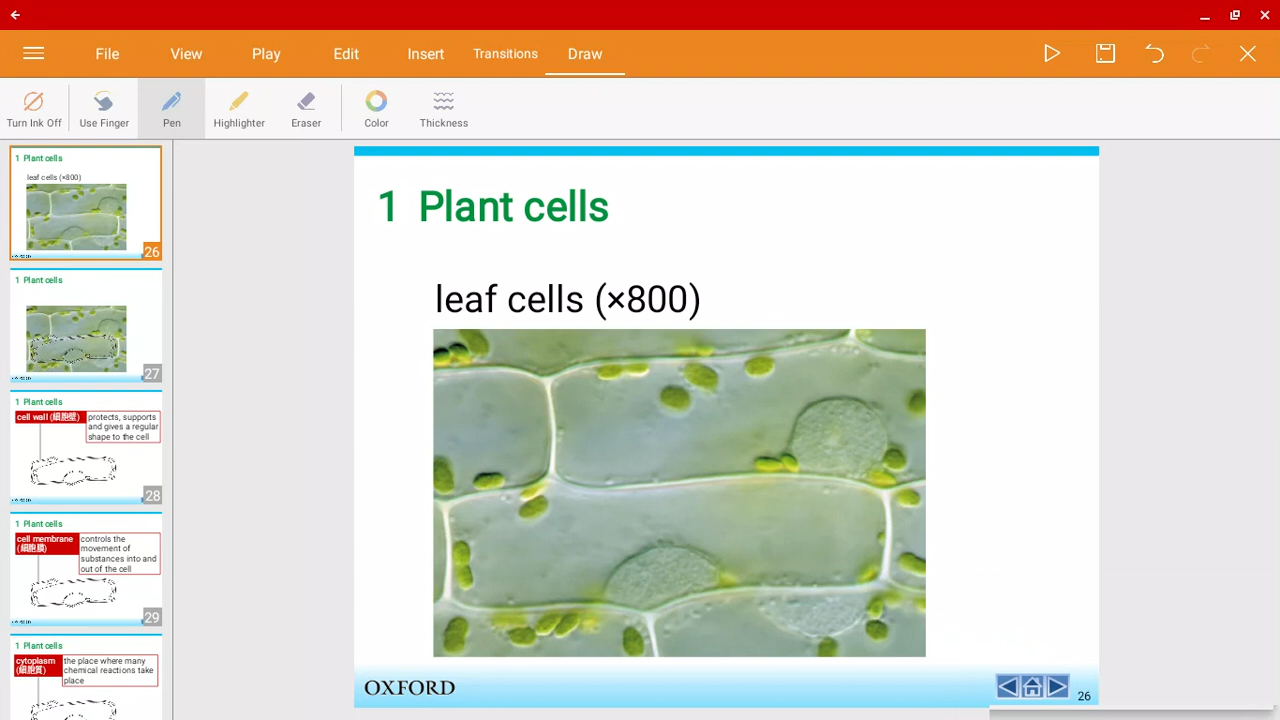 File View Play Edit Insert Transitions Draw
Turn Ink Off Use Finger Pen Highlighter Eraser Color Thickness
1 Plant cells
leaf cells (×800)
26
1 Plant cells
27
1 Plant cells
cell wall (細胞壁)
protects, supports
and gives a regular
shape to the cell
28
1 Plant cells
cell membrane
(細胞膜)
controls the
movement of
substances into and
out of the cell
29
1 Plant cells
cytoplasm
(細胞質)
the place where many
chemical reactions take
place
1 Plant cells
leaf cells (×800)
OXFORD
26